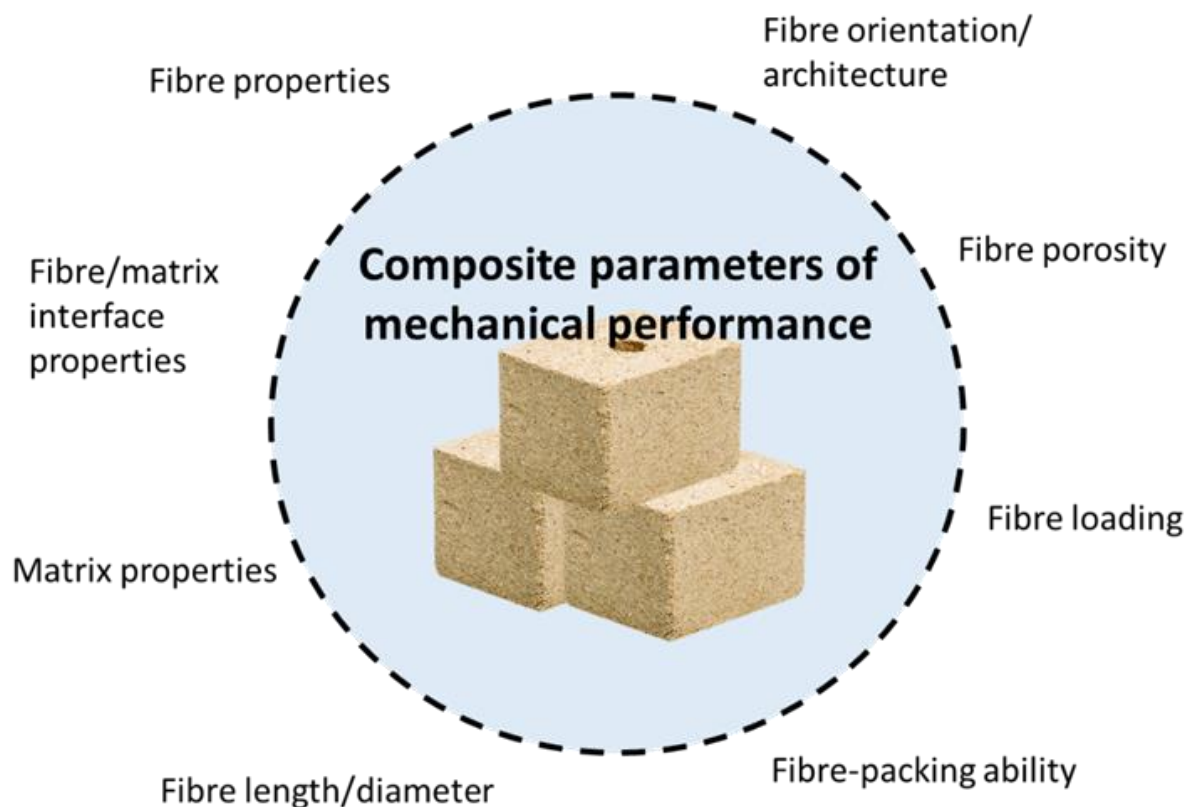 Fibre orientation/
architecture
Fibre properties
Fibre porosity
Composite parameters of
mechanical performance
Fibre/matrix
interface
properties
Fibre loading
Matrix properties
Fibre-packing ability
Fibre length/diameter